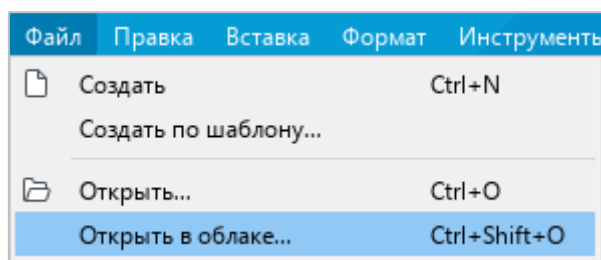 Файл Правка Вставка Формат Инструменты
Создать Ctrl+N
Создать по шаблону...
Открыть... Ctrl+O
Открыть в облаке... Ctrl+Shift+O